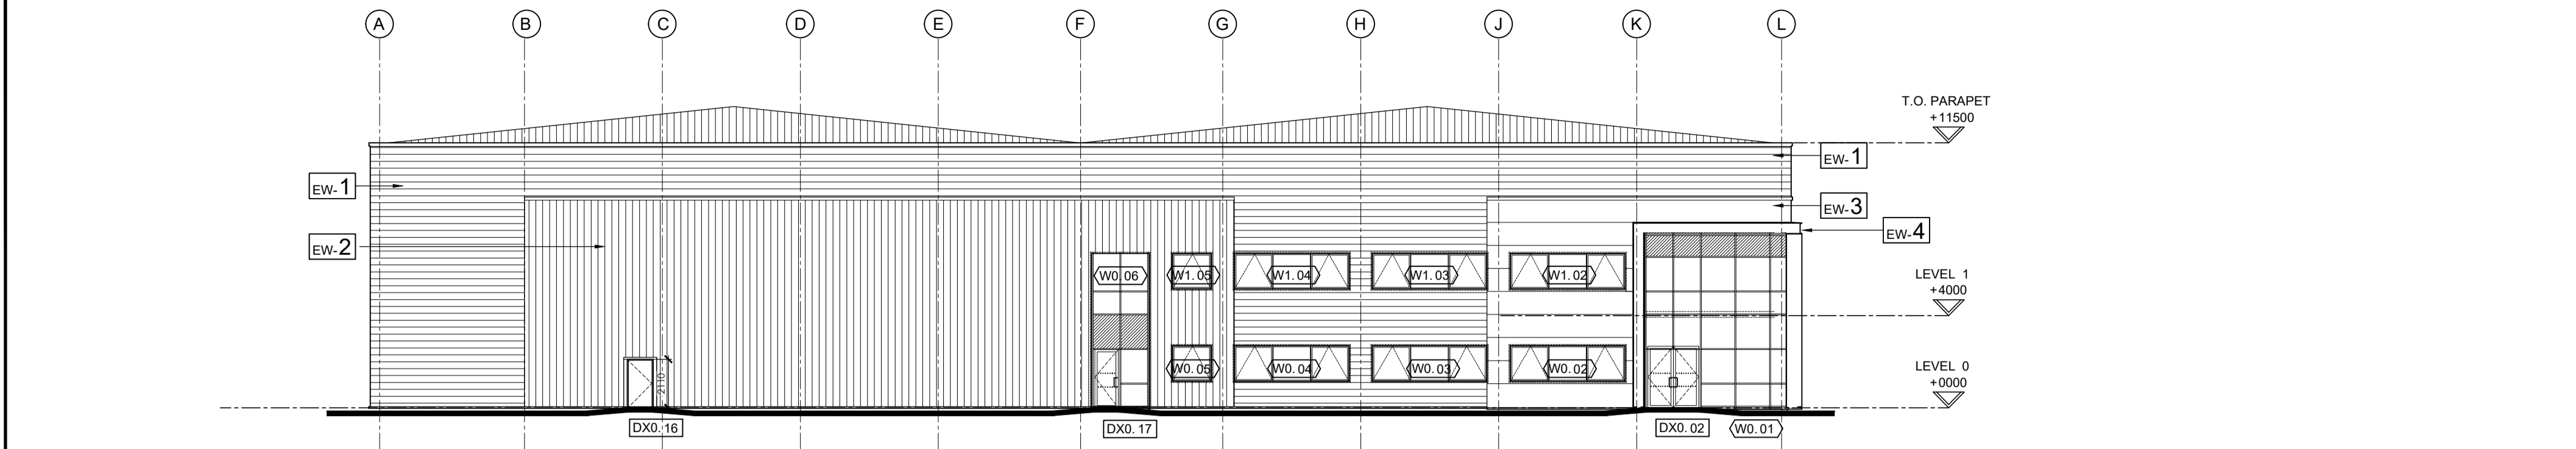 A B C D E F G H J K L
T.O. PARAPET
+11500
EW-1
EW-1
EW-3
EW-4
EW-2
W0.06
W1.05
W1.04
W1.03
W1.02
LEVEL 1
+4000
2110
W0.05
W0.04
W0.03
W0.02
LEVEL 0
+0000
DX0.16
DX0.17
DX0.02
W0.01